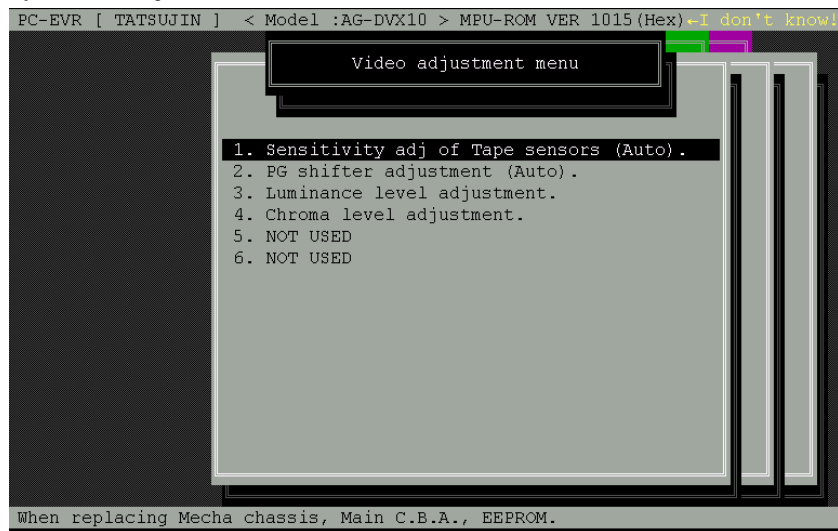 PC-EVR [ TATSUJIN ]  < Model :AG-DVX10 > MPU-ROM VER 1015(Hex)←I don't know!
Video adjustment menu
1. Sensitivity adj of Tape sensors (Auto).
2. PG shifter adjustment (Auto).
3. Luminance level adjustment.
4. Chroma level adjustment.
5. NOT USED
6. NOT USED
When replacing Mecha chassis, Main C.B.A., EEPROM.